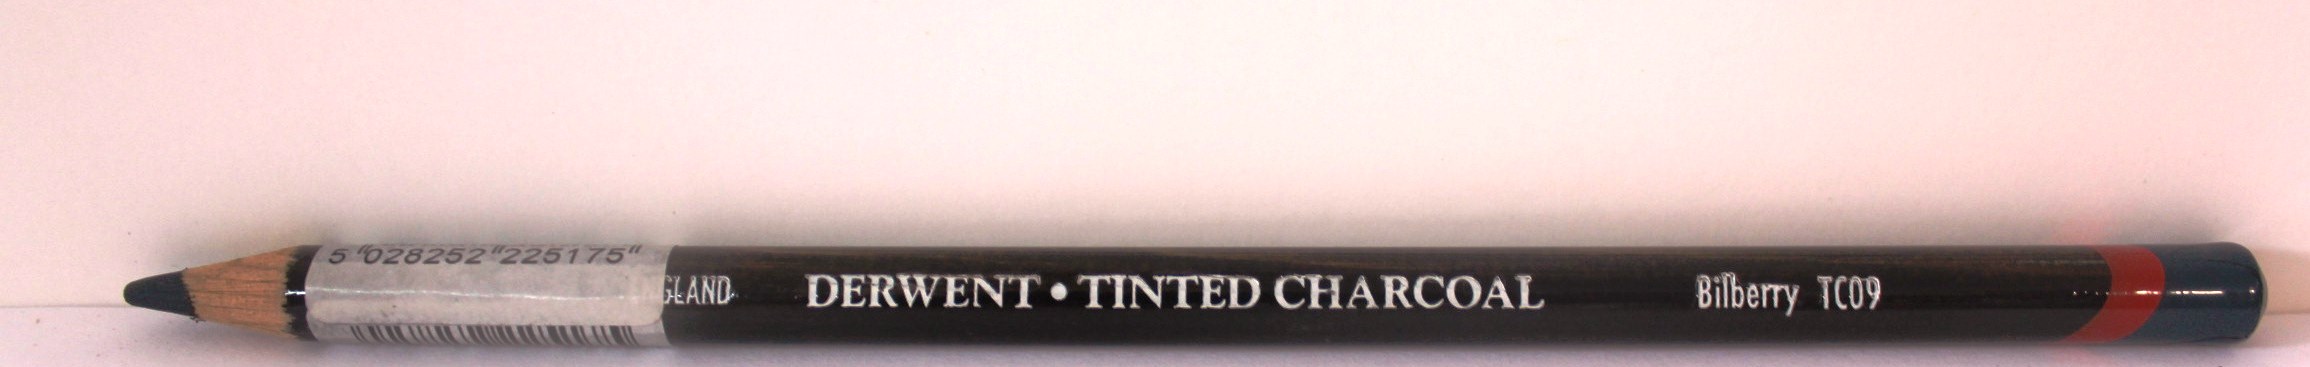 5 "028252 "225175"
GLAND
DERWENT • TINTED CHARCOAL
Bilberry TC09